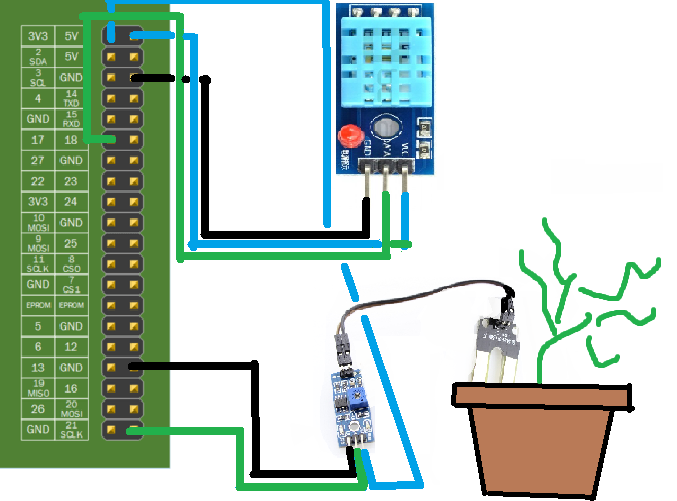 3V3 5V
2 SDA 5V
3 SCL GND
4 14 TXD
GND 15 RXD
17 18
27 GND
22 23
3V3 24
10 MOSI GND
9 MOSI 25
11 SCLK 8 CS0
GND 7 CS1
EPROM EPROM
5 GND
6 12
13 GND
19 MISO 16
26 20 MOSI
GND 21 SCLK
GND DATA VCC